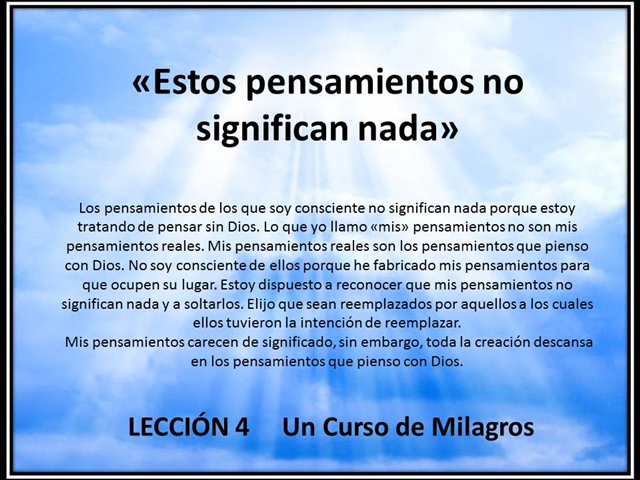 «Estos pensamientos no
significan nada»
Los pensamientos de los que soy consciente no significan nada porque estoy
tratando de pensar sin Dios. Lo que yo llamo «mis» pensamientos no son mis
pensamientos reales. Mis pensamientos reales son los pensamientos que pienso
con Dios. No soy consciente de ellos porque he fabricado mis pensamientos para
que ocupen su lugar. Estoy dispuesto a reconocer que mis pensamientos no
significan nada y a soltarlos. Elijo que sean reemplazados por aquellos a los cuales
ellos tuvieron la intención de reemplazar.
Mis pensamientos carecen de significado, sin embargo, toda la creación descansa
en los pensamientos que pienso con Dios.
LECCIÓN 4 Un Curso de Milagros